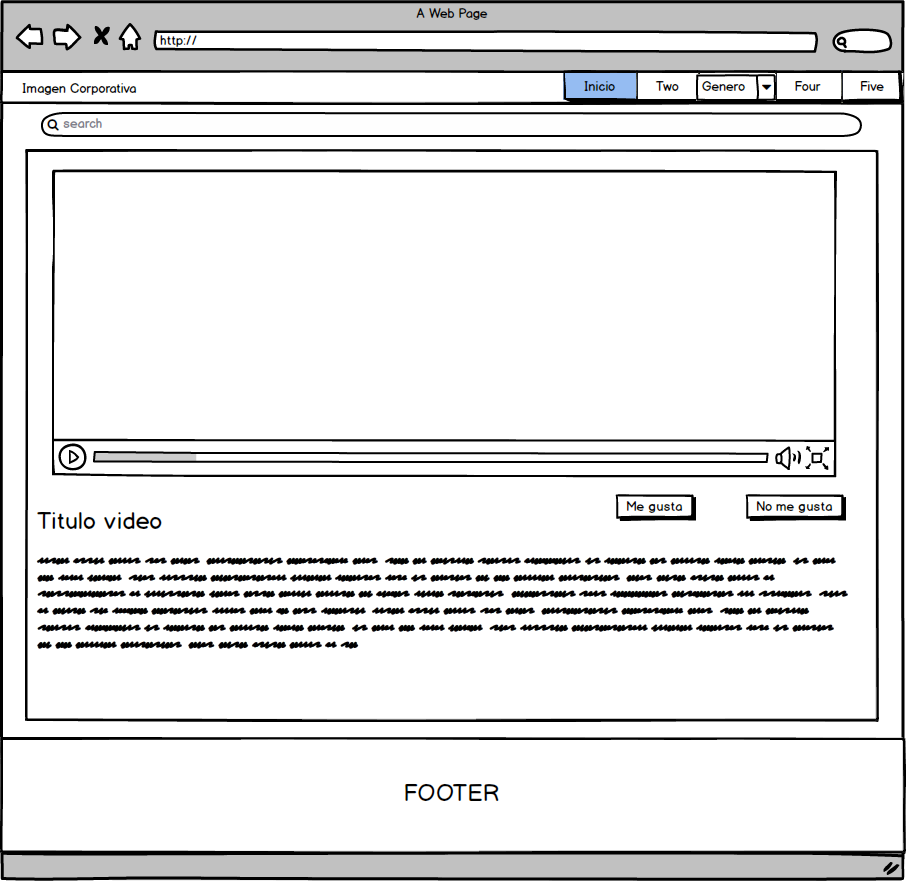 A Web Page
http://
Imagen Corporativa
Inicio
Two
Genero
Four
Five
search
Me gusta
No me gusta
Titulo video
FOOTER